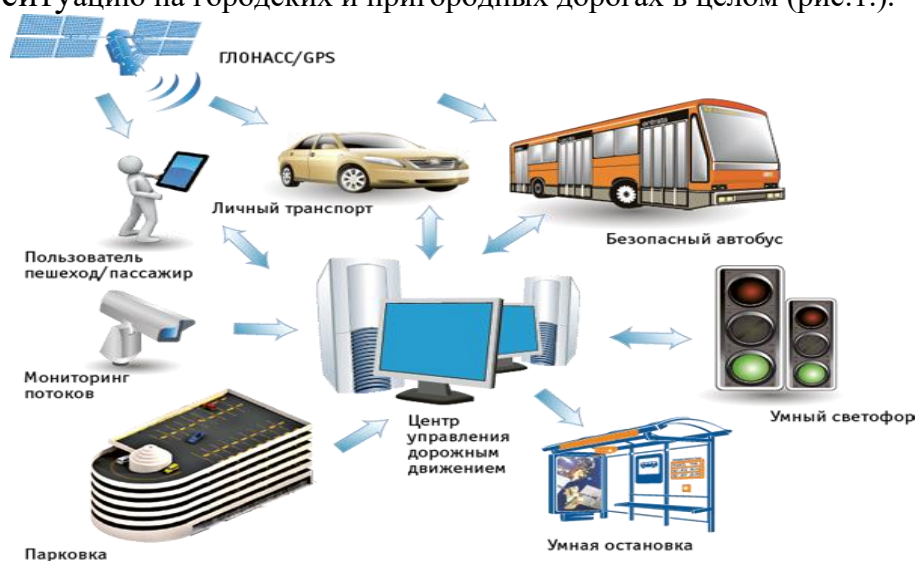 ситуацию на городских и пригородных дорогах в целом (рис.1.).
ГЛОНАСС/GPS
Личный транспорт
Безопасный автобус
Пользователь
пешеход/пассажир
Мониторинг
потоков
Центр
управления
дорожным
движением
Умный светофор
Умная остановка
Парковка